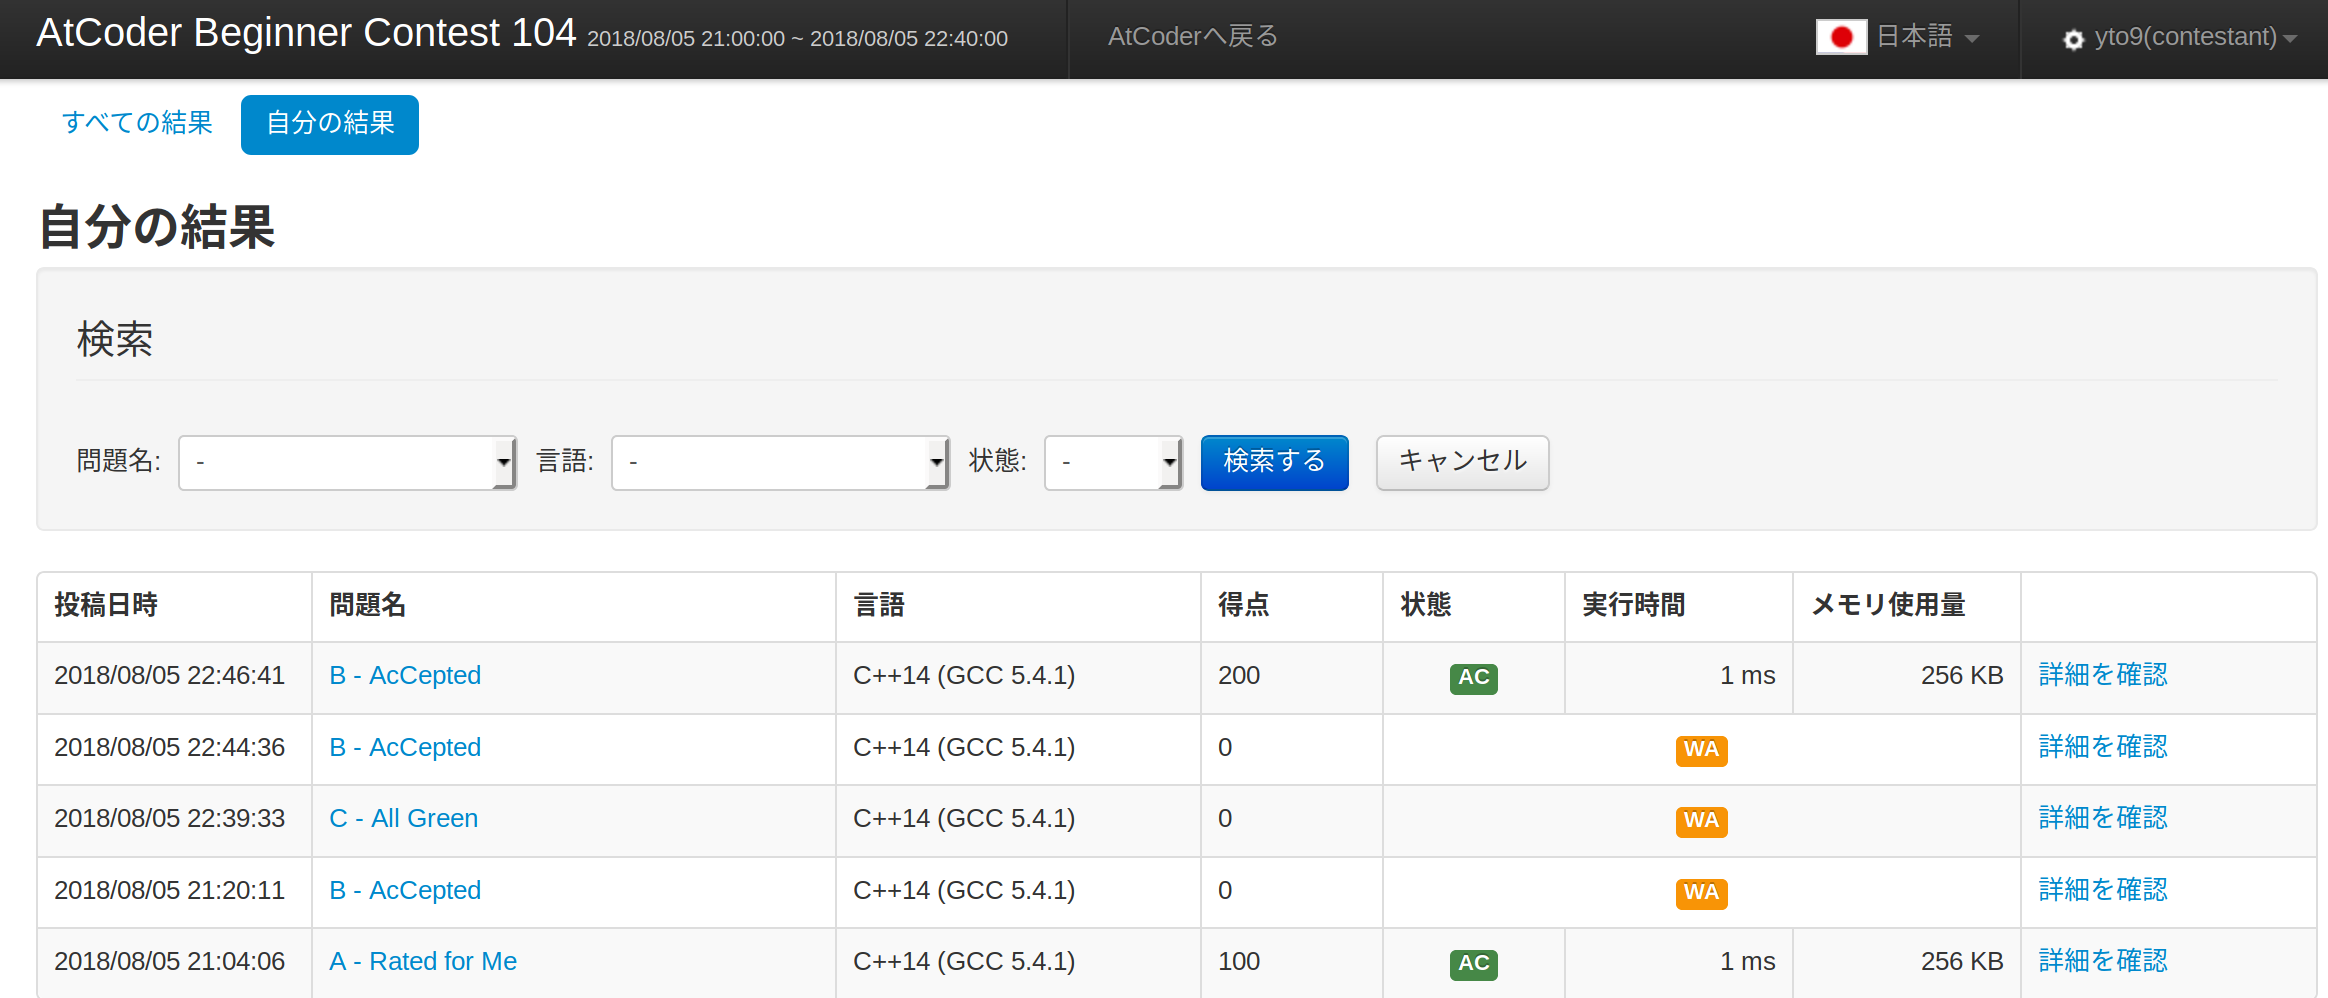 AtCoder Beginner Contest 104 2018/08/05 21:00:00 ~ 2018/08/05 22:40:00 AtCoderへ戻る 日本語 yto9(contestant)
すべての結果 自分の結果
自分の結果
検索
問題名: - 言語: - 状態: - 検索する キャンセル
投稿日時 問題名 言語 得点 状態 実行時間 メモリ使用量
2018/08/05 22:46:41 B - AcCepted C++14 (GCC 5.4.1) 200 AC 1 ms 256 KB 詳細を確認
2018/08/05 22:44:36 B - AcCepted C++14 (GCC 5.4.1) 0 WA 詳細を確認
2018/08/05 22:39:33 C - All Green C++14 (GCC 5.4.1) 0 WA 詳細を確認
2018/08/05 21:20:11 B - AcCepted C++14 (GCC 5.4.1) 0 WA 詳細を確認
2018/08/05 21:04:06 A - Rated for Me C++14 (GCC 5.4.1) 100 AC 1 ms 256 KB 詳細を確認